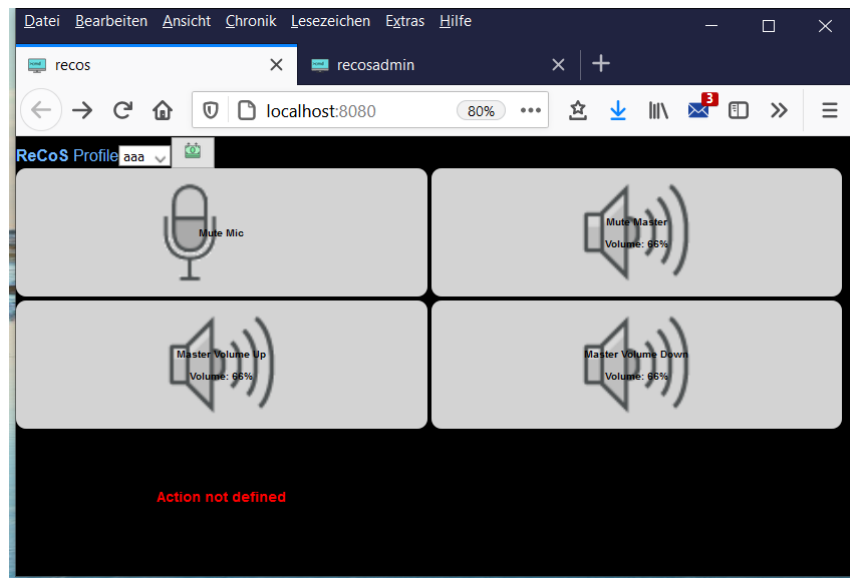 Datei Bearbeiten Ansicht Chronik Lesezeichen Extras Hilfe
recos recosadmin
localhost:8080 80% 3
ReCoS Profile aaa
Mute Mic
Mute Master
Volume: 66%
Master Volume Up
Volume: 66%
Master Volume Down
Volume: 66%
Action not defined